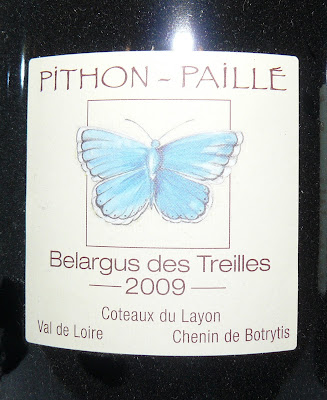 PiTHON - PAiLLÉ
Belargus des Treilles
2009
Coteaux du Layon
Val de Loire Chenin de Botrytis